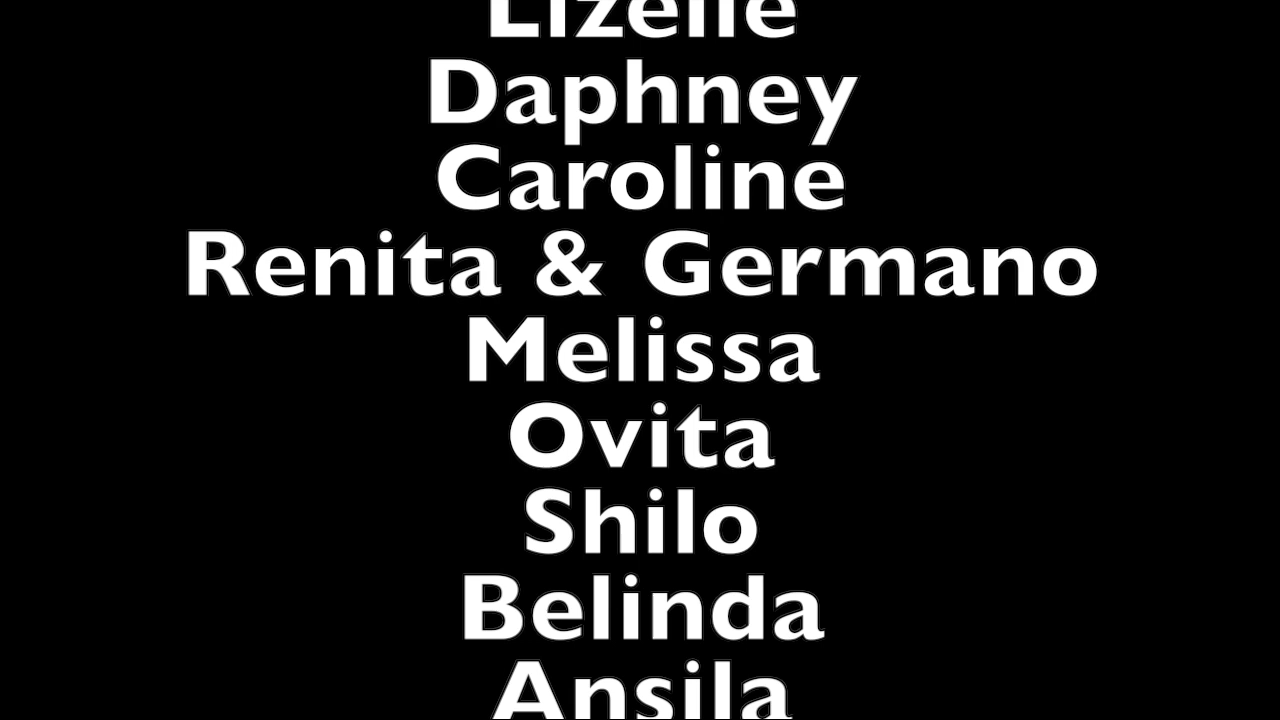 Lizelle
Daphney
Caroline
Renita & Germano
Melissa
Ovita
Shilo
Belinda
Ansila